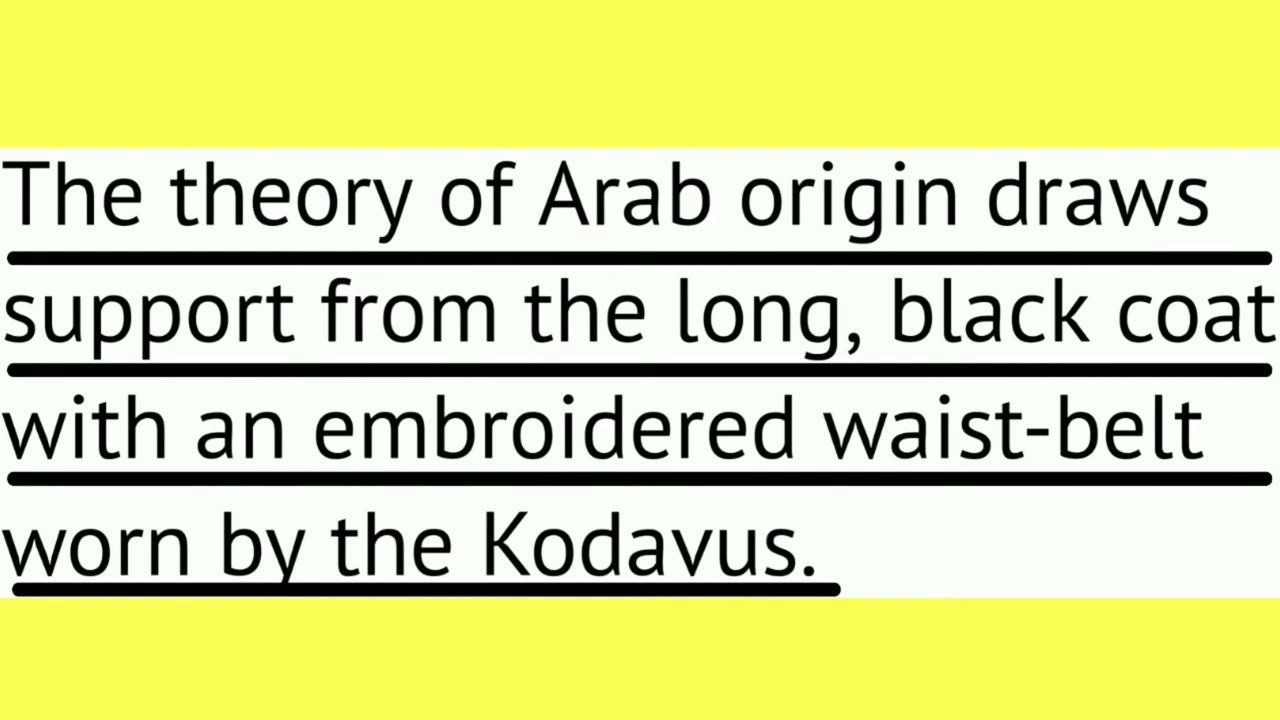 The theory of Arab origin draws
support from the long, black coat
with an embroidered waist-belt
worn by the Kodavus.